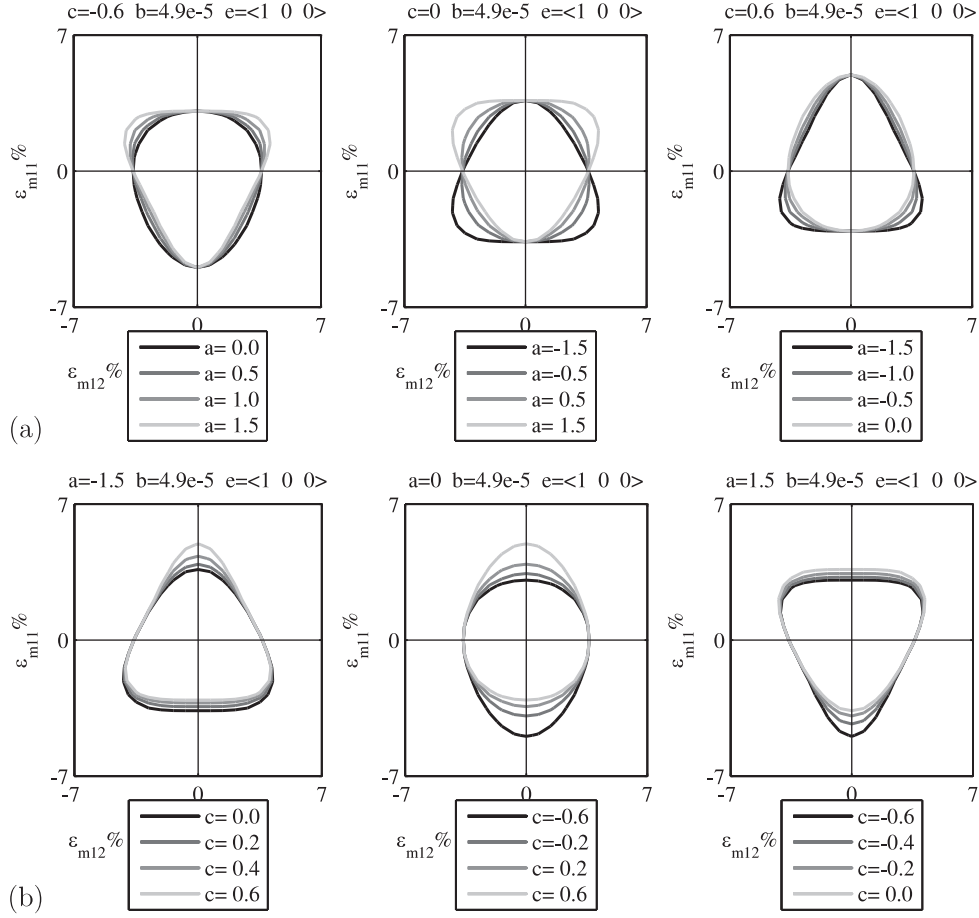 c=-0.6 b=4.9e-5 e=<1 0 0>
7
ε_m11 %
0
-7
-7 0 7
ε_m12 %
a= 0.0
a= 0.5
a= 1.0
a= 1.5
c=0 b=4.9e-5 e=<1 0 0>
7
ε_m11 %
0
-7
-7 0 7
ε_m12 %
a=-1.5
a=-0.5
a= 0.5
a= 1.5
c=0.6 b=4.9e-5 e=<1 0 0>
7
ε_m11 %
0
-7
-7 0 7
ε_m12 %
a=-1.5
a=-1.0
a=-0.5
a= 0.0
(a)
a=-1.5 b=4.9e-5 e=<1 0 0>
7
ε_m11 %
0
-7
-7 0 7
ε_m12 %
c= 0.0
c= 0.2
c= 0.4
c= 0.6
a=0 b=4.9e-5 e=<1 0 0>
7
ε_m11 %
0
-7
-7 0 7
ε_m12 %
c=-0.6
c=-0.2
c= 0.2
c= 0.6
a=1.5 b=4.9e-5 e=<1 0 0>
7
ε_m11 %
0
-7
-7 0 7
ε_m12 %
c=-0.6
c=-0.4
c=-0.2
c= 0.0
(b)